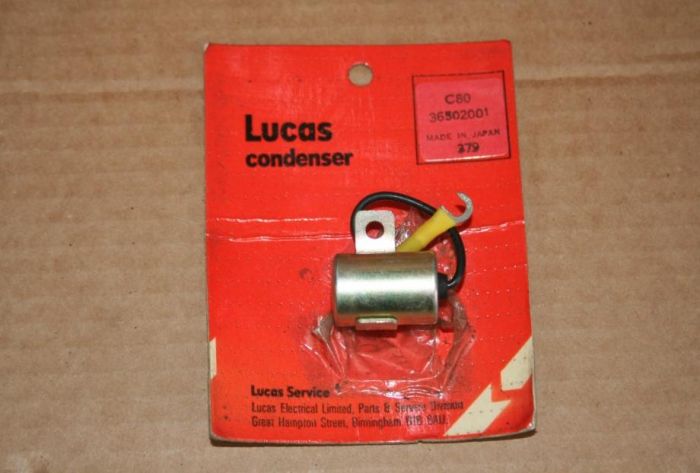 Lucas
condenser
C80
36502001
MADE IN JAPAN
279
Lucas Service
Lucas Electrical Limited, Parts & Service Division
Great Hampton Street, Birmingham B18 6AU.